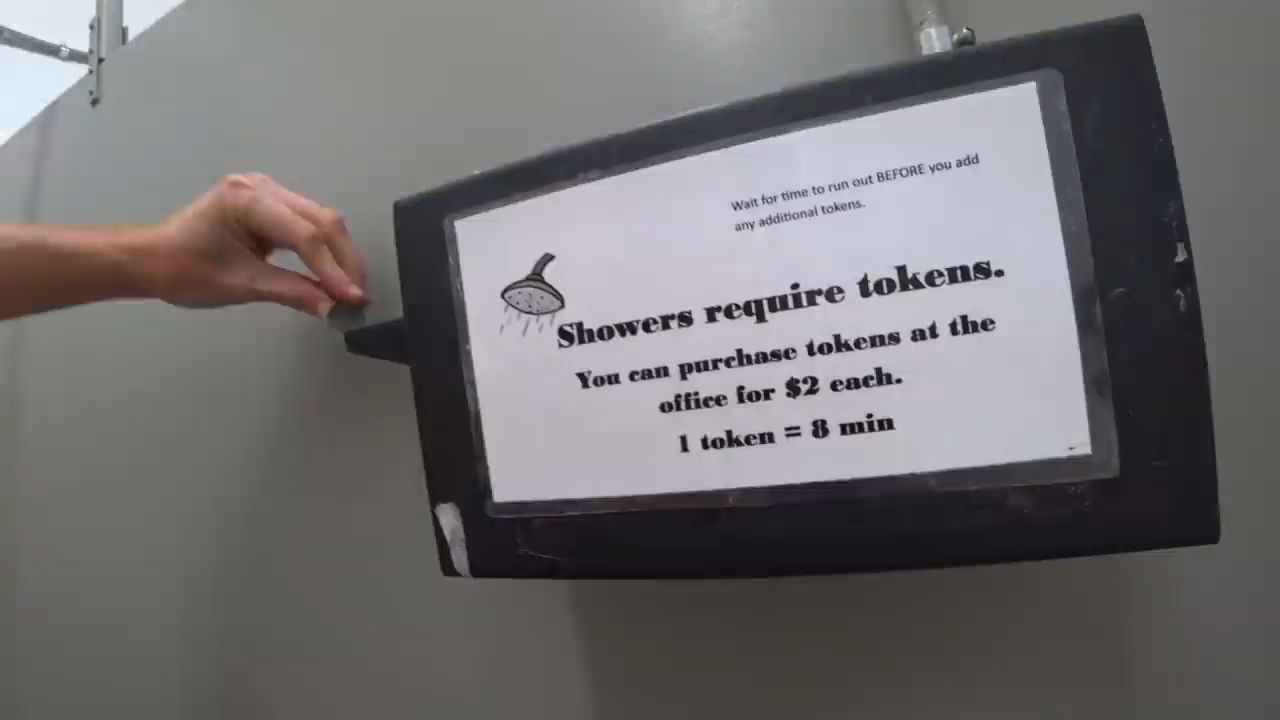 Wait for time to run out BEFORE you add
any additional tokens.
Showers require tokens.
You can purchase tokens at the
office for $2 each.
1 token = 8 min